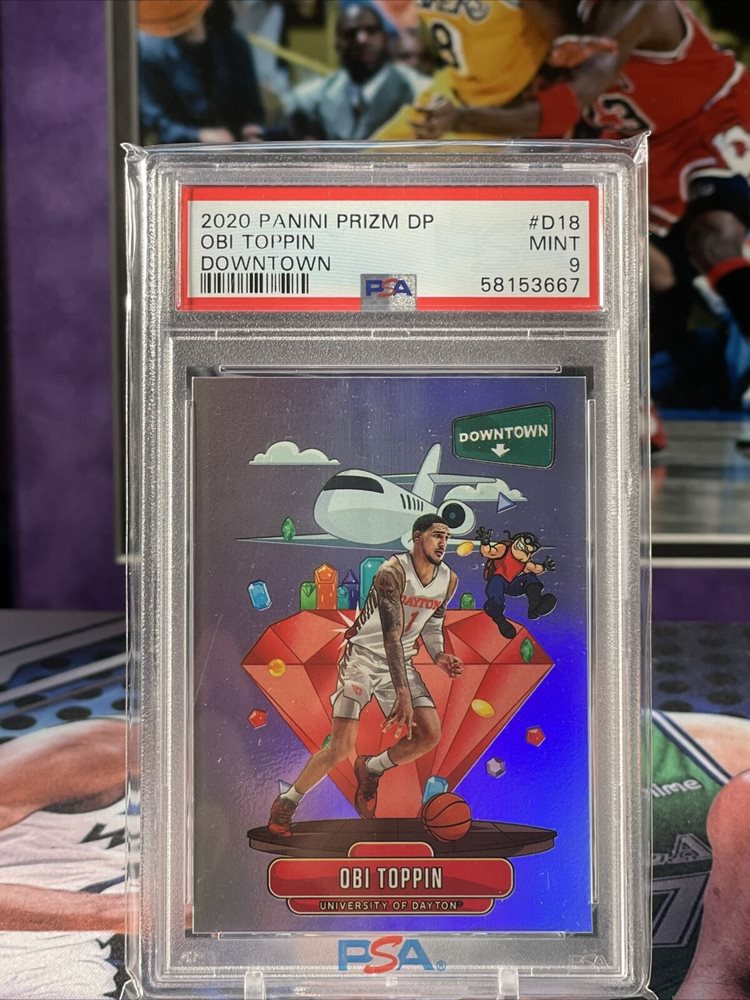 2020 PANINI PRIZM DP #D18
OBI TOPPIN MINT
DOWNTOWN 9
PSA 58153667
DOWNTOWN
DAYTON
1
OBI TOPPIN
UNIVERSITY OF DAYTON
PSA
PSA